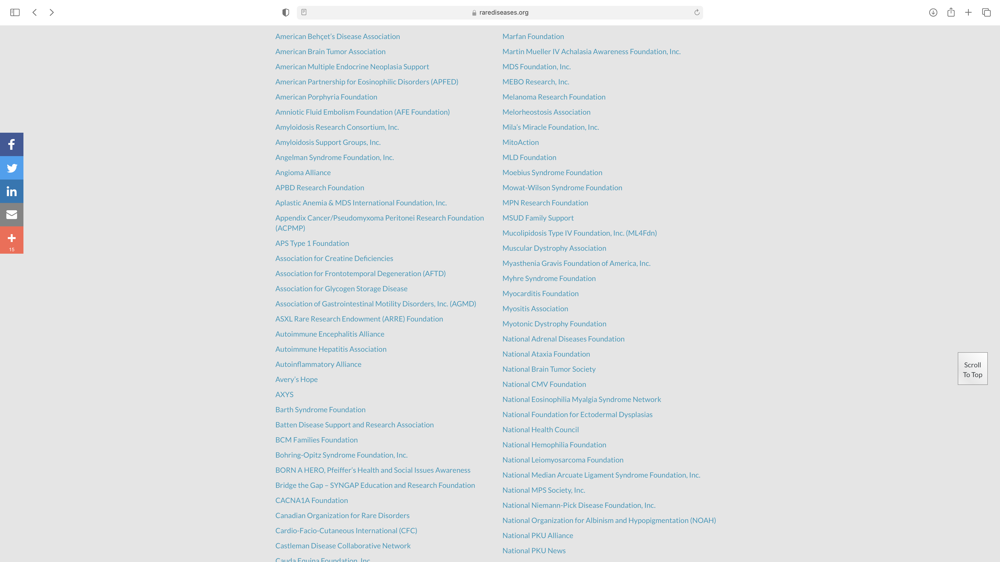 rarediseases.org
American Behçet’s Disease Association
American Brain Tumor Association
American Multiple Endocrine Neoplasia Support
American Partnership for Eosinophilic Disorders (APFED)
American Porphyria Foundation
Amniotic Fluid Embolism Foundation (AFE Foundation)
Amyloidosis Research Consortium, Inc.
Amyloidosis Support Groups, Inc.
Angelman Syndrome Foundation, Inc.
Angioma Alliance
APBD Research Foundation
Aplastic Anemia & MDS International Foundation, Inc.
Appendix Cancer/Pseudomyxoma Peritonei Research Foundation
(ACPMP)
APS Type 1 Foundation
Association for Creatine Deficiencies
Association for Frontotemporal Degeneration (AFTD)
Association for Glycogen Storage Disease
Association of Gastrointestinal Motility Disorders, Inc. (AGMD)
ASXL Rare Research Endowment (ARRE) Foundation
Autoimmune Encephalitis Alliance
Autoimmune Hepatitis Association
Autoinflammatory Alliance
Avery’s Hope
AXYS
Barth Syndrome Foundation
Batten Disease Support and Research Association
BCM Families Foundation
Bohring-Opitz Syndrome Foundation, Inc.
BORN A HERO, Pfeiffer’s Health and Social Issues Awareness
Bridge the Gap – SYNGAP Education and Research Foundation
CACNA1A Foundation
Canadian Organization for Rare Disorders
Cardio-Facio-Cutaneous International (CFC)
Castleman Disease Collaborative Network
Cauda Equina Foundation, Inc.
Marfan Foundation
Martin Mueller IV Achalasia Awareness Foundation, Inc.
MDS Foundation, Inc.
MEBO Research, Inc.
Melanoma Research Foundation
Melorheostosis Association
Mila’s Miracle Foundation, Inc.
MitoAction
MLD Foundation
Moebius Syndrome Foundation
Mowat-Wilson Syndrome Foundation
MPN Research Foundation
MSUD Family Support
Mucolipidosis Type IV Foundation, Inc. (ML4Fdn)
Muscular Dystrophy Association
Myasthenia Gravis Foundation of America, Inc.
Myhre Syndrome Foundation
Myocarditis Foundation
Myositis Association
Myotonic Dystrophy Foundation
National Adrenal Diseases Foundation
National Ataxia Foundation
National Brain Tumor Society
National CMV Foundation
National Eosinophilia Myalgia Syndrome Network
National Foundation for Ectodermal Dysplasias
National Health Council
National Hemophilia Foundation
National Leiomyosarcoma Foundation
National Median Arcuate Ligament Syndrome Foundation, Inc.
National MPS Society, Inc.
National Niemann-Pick Disease Foundation, Inc.
National Organization for Albinism and Hypopigmentation (NOAH)
National PKU Alliance
National PKU News
15
Scroll
To Top